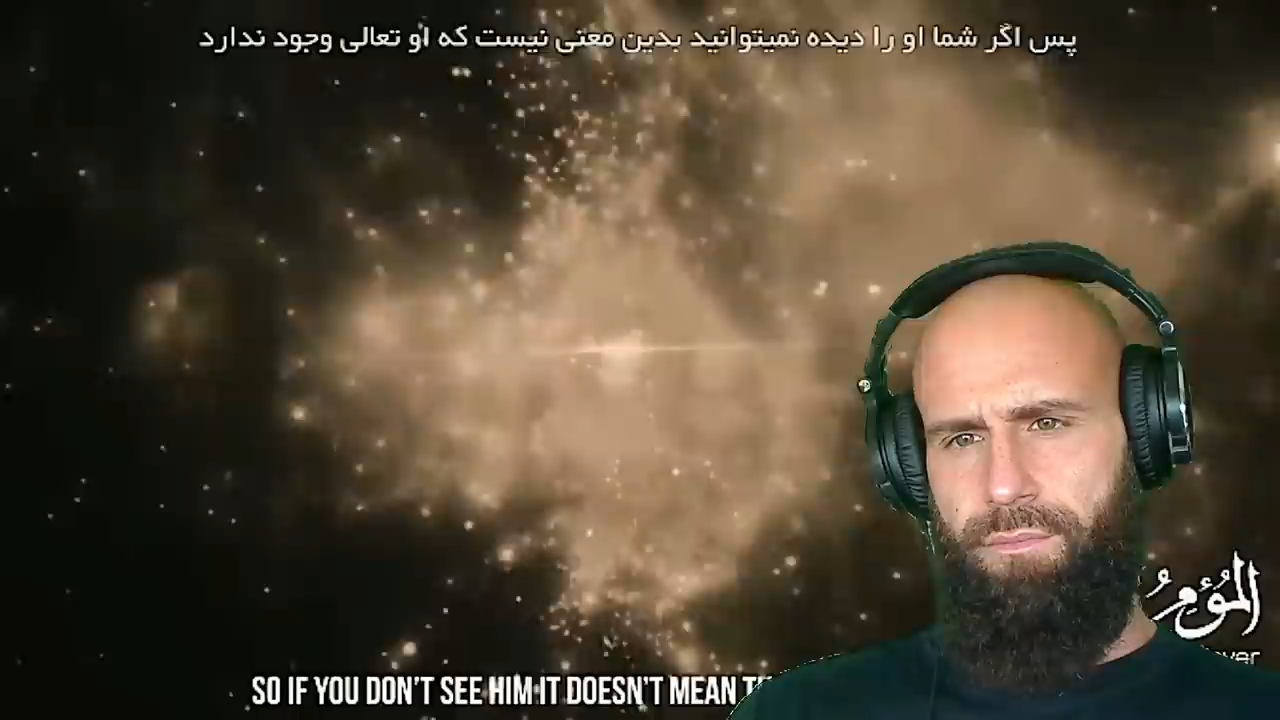 پس اگر شما او را دیده نمیتوانید بدین معنی نیست که او تعالی وجود ندارد
المؤمن
SO IF YOU DON'T SEE HIM IT DOESN'T MEAN